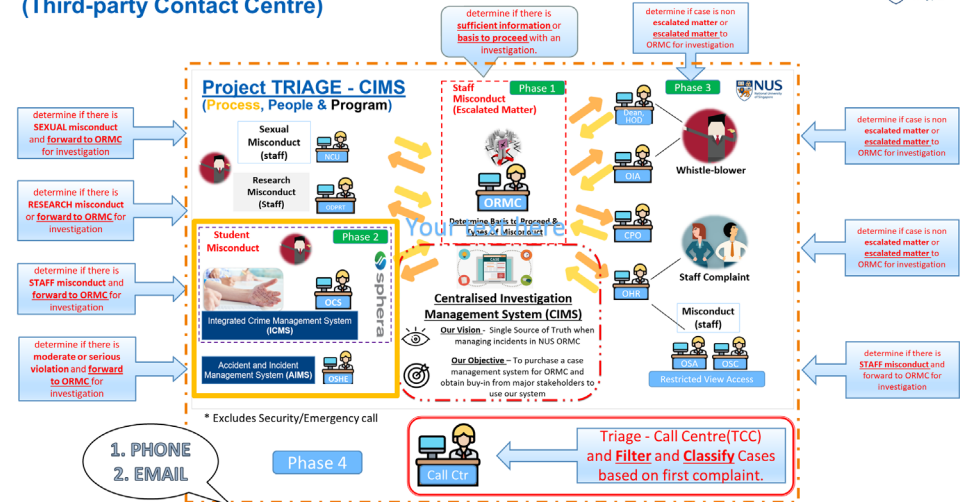 (Third-party Contact Centre)
determine if there is
sufficient information or
basis to proceed with an
investigation.
determine if case is non
escalated matter or
escalated matter to
ORMC for investigation
Project TRIAGE - CIMS
(Process, People & Program)
Staff
Misconduct
(Escalated Matter)
Phase 1
Phase 3
NUS
National University
of Singapore
determine if there is
SEXUAL misconduct
and forward to ORMC
for investigation
Sexual
Misconduct
(staff)
NCU
Dean,
HOD
determine if case is non
escalated matter or
escalated matter to
ORMC for investigation
Research
Misconduct
(Staff)
ODPRT
ORMC
OIA
Whistle-blower
determine if there is
RESEARCH misconduct
or forward to ORMC for
investigation
Determine Basis to Proceed &
Types of Misconduct
Your text here
CPO
Student
Misconduct
Phase 2
sphera
CASE
Staff Complaint
determine if case is non
escalated matter or
escalated matter to
ORMC for investigation
determine if there is
STAFF misconduct and
forward to ORMC for
investigation
OCS
Integrated Crime Management System
(ICMS)
OHR
Centralised Investigation
Management System (CIMS)
Our Vision - Single Source of Truth when
managing incidents in NUS ORMC
Misconduct
(staff)
determine if there is
moderate or serious
violation and forward
to ORMC for
investigation
Accident and Incident
Management System (AIMS)
OSHE
Our Objective – To purchase a case
management system for ORMC and
obtain buy-in from major stakeholders to
use our system
OSA
OSC
Restricted View Access
determine if there is
STAFF misconduct and
forward to ORMC for
investigation
* Excludes Security/Emergency call
1. PHONE
2. EMAIL
Phase 4
Call Ctr
Triage - Call Centre(TCC)
and Filter and Classify Cases
based on first complaint.